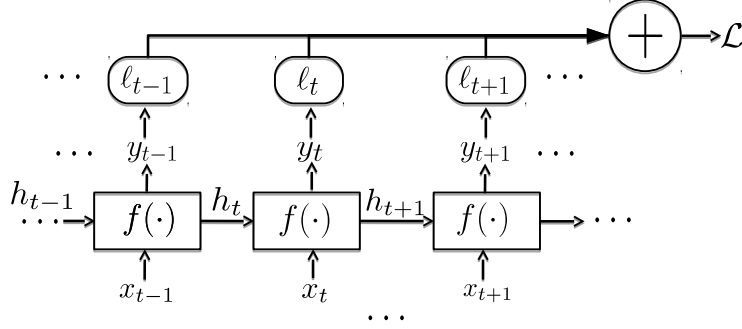 + → ℒ
⋯ ℓ_{t−1} ℓ_t ℓ_{t+1} ⋯
⋯ y_{t−1} y_t y_{t+1} ⋯
h_{t−1} h_t h_{t+1}
⋯ f(·) f(·) f(·) ⋯
x_{t−1} x_t x_{t+1}
⋯